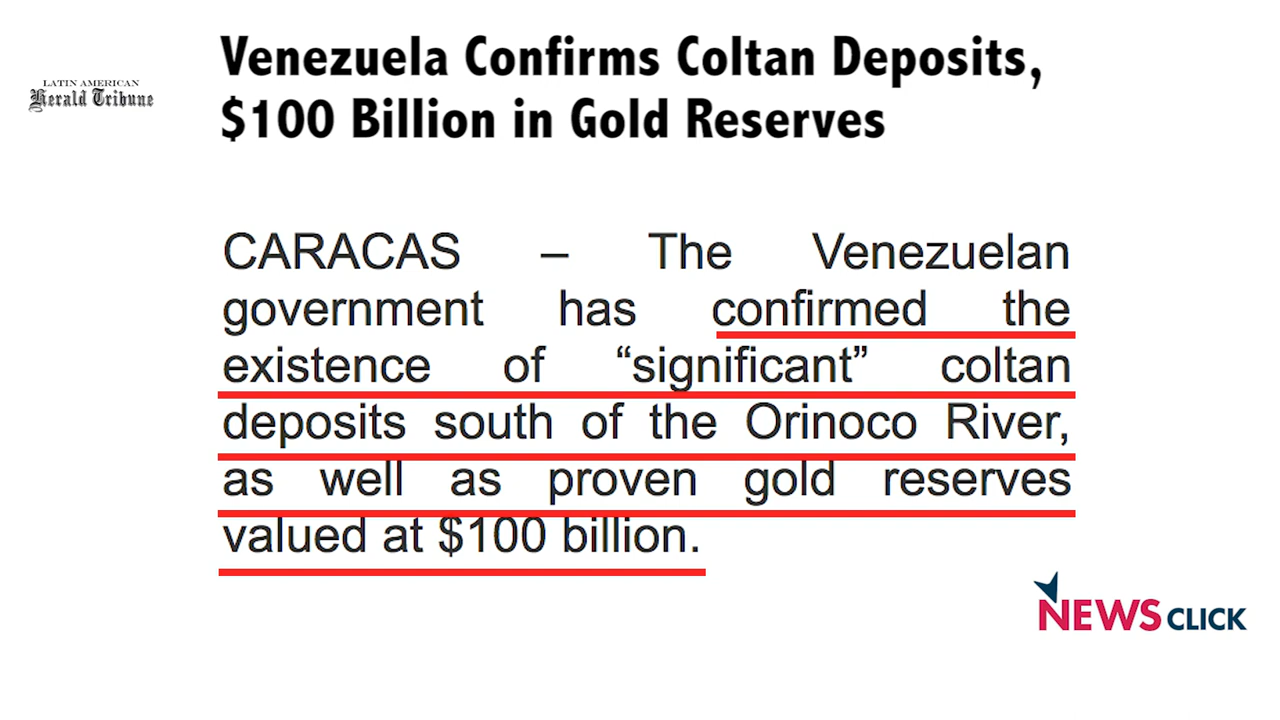 LATIN AMERICAN
Herald Tribune
Venezuela Confirms Coltan Deposits,
$100 Billion in Gold Reserves
CARACAS – The Venezuelan
government has confirmed the
existence of “significant” coltan
deposits south of the Orinoco River,
as well as proven gold reserves
valued at $100 billion.
NEWSCLICK